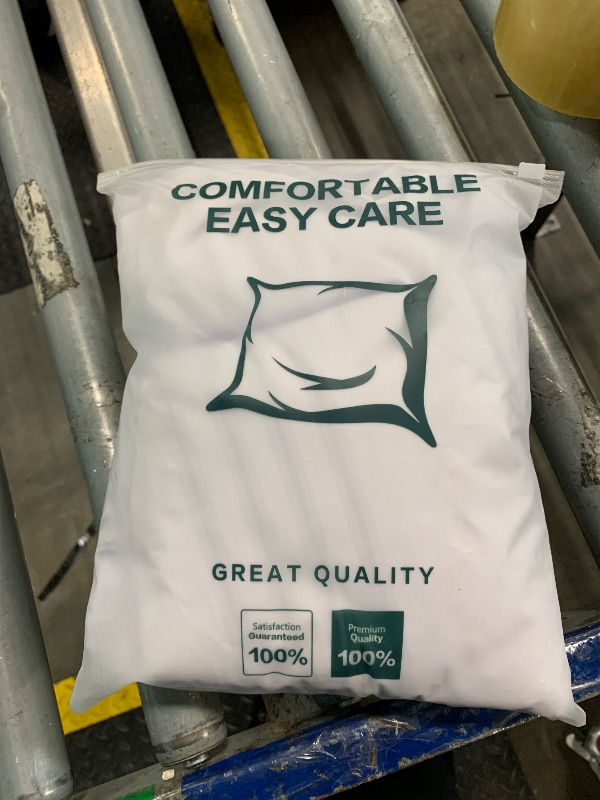 COMFORTABLE
EASY CARE
GREAT QUALITY
Satisfaction
Guaranteed
100%
Premium
Quality
100%